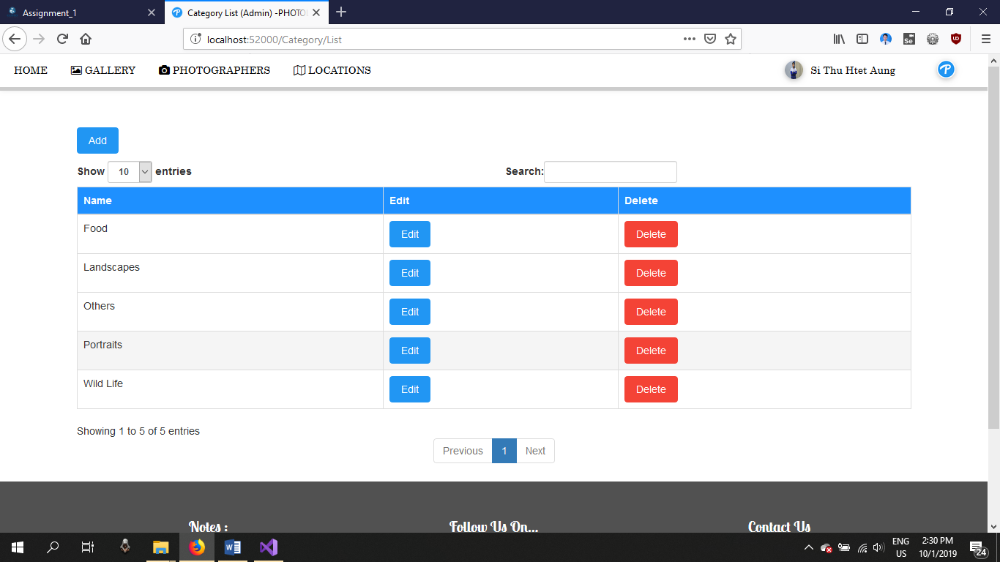 Assignment_1
Category List (Admin) -PHOTO
localhost:52000/Category/List
HOME GALLERY PHOTOGRAPHERS LOCATIONS Si Thu Htet Aung
Add
Show 10 entries Search:
Name Edit Delete
Food Edit Delete
Landscapes Edit Delete
Others Edit Delete
Portraits Edit Delete
Wild Life Edit Delete
Showing 1 to 5 of 5 entries
Previous 1 Next
Notes : Follow Us On... Contact Us
ENG 2:30 PM
US 10/1/2019 24